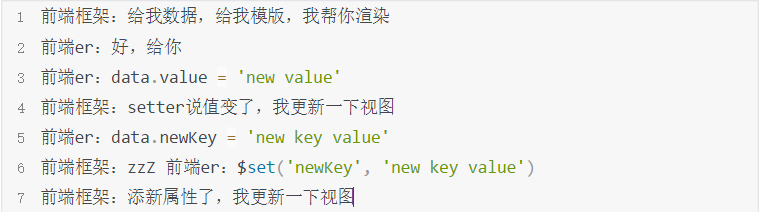 1 前端框架：给我数据，给我模版，我帮你渲染
2 前端er：好，给你
3 前端er：data.value = 'new value'
4 前端框架：setter说值变了，我更新一下视图
5 前端er：data.newKey = 'new key value'
6 前端框架：zzZ 前端er：$set('newKey', 'new key value')
7 前端框架：添新属性了，我更新一下视图